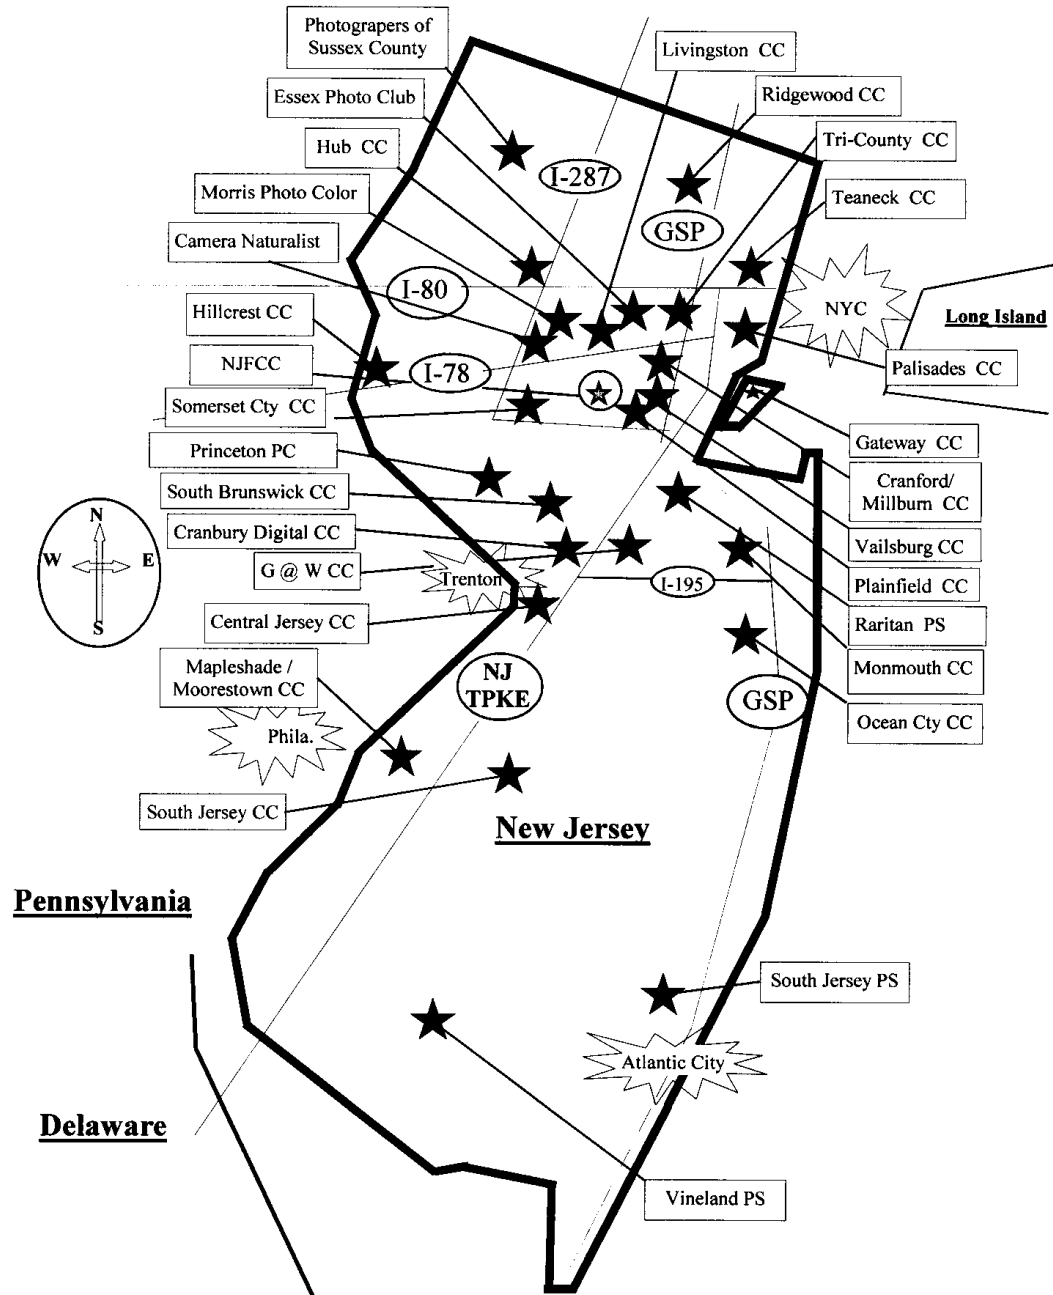 Photograpers of
Sussex County
Livingston CC
Essex Photo Club
Ridgewood CC
Hub CC
Tri-County CC
I-287
Morris Photo Color
Teaneck CC
GSP
Camera Naturalist
I-80
NYC
Hillcrest CC
Long Island
NJFCC
I-78
Palisades CC
Somerset Cty CC
Gateway CC
Princeton PC
Cranford/
Millburn CC
South Brunswick CC
N
Cranbury Digital CC
Vailsburg CC
W
E
G @ W CC
Trenton
I-195
Plainfield CC
S
Central Jersey CC
Raritan PS
Mapleshade /
Moorestown CC
NJ
TPKE
Monmouth CC
GSP
Ocean Cty CC
Phila.
South Jersey CC
New Jersey
Pennsylvania
South Jersey PS
Atlantic City
Delaware
Vineland PS